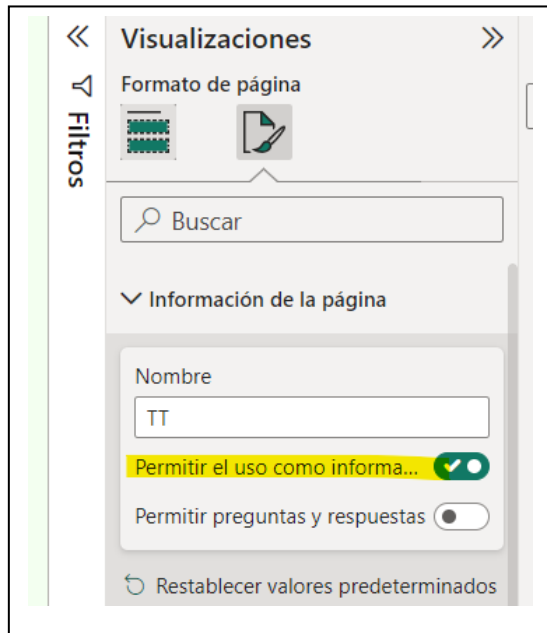 Visualizaciones
Formato de página
Filtros
Buscar
Información de la página
Nombre
TT
Permitir el uso como informa...
Permitir preguntas y respuestas
Restablecer valores predeterminados